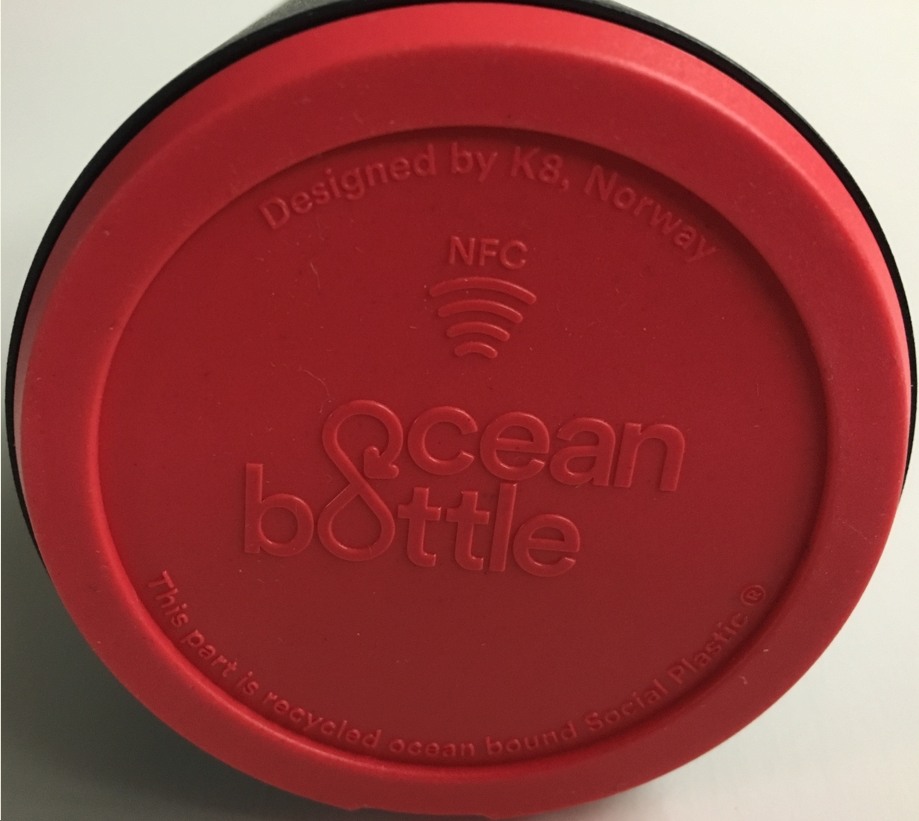 Designed by K8, Norway
NFC
ocean
bottle
This part is recycled ocean bound Social Plastic ®